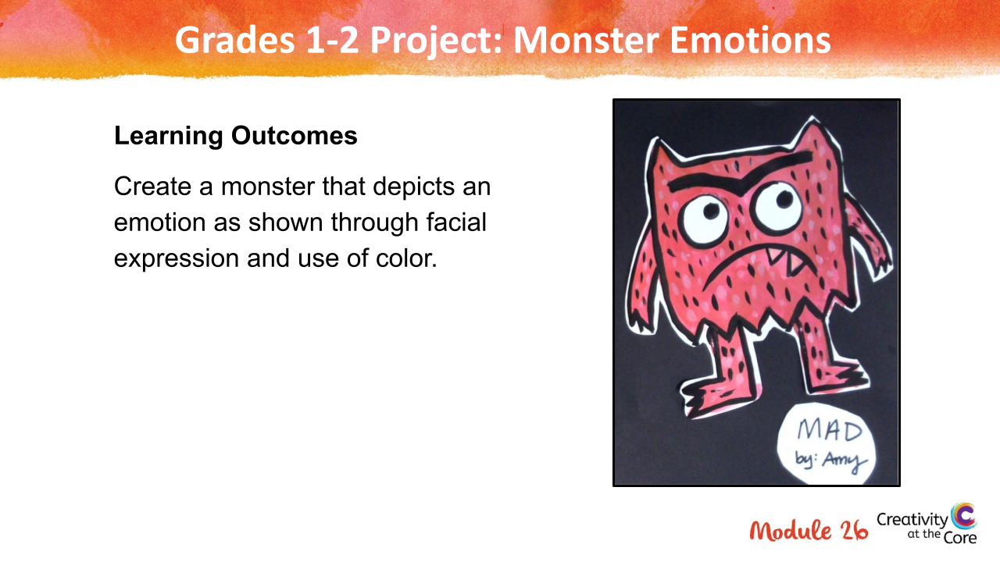 Grades 1-2 Project: Monster Emotions
Learning Outcomes
Create a monster that depicts an
emotion as shown through facial
expression and use of color.
MAD
by: Amy
Module 2b
Creativity
at the Core